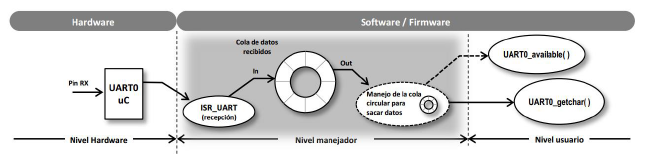 Hardware
Software / Firmware
Pin RX
UART0
uC
ISR_UART
(recepción)
In
Cola de datos
recibidos
Out
Manejo de la cola
circular para
sacar datos
UART0_available( )
UART0_getchar( )
Nivel Hardware
Nivel manejador
Nivel usuario